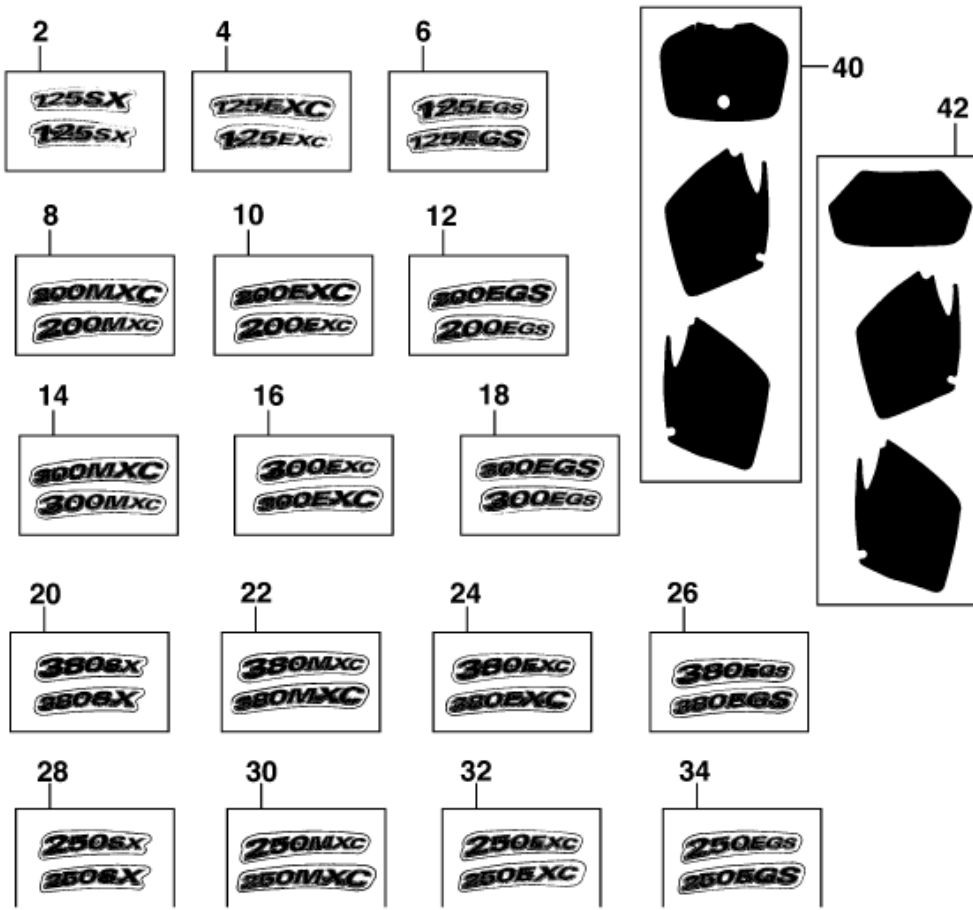 2 4 6
125SX 125EXC 125EGS
125SX 125EXC 125EGS
40
42
8 10 12
200MXC 200EXC 200EGS
200MXC 200EXC 200EGS
14 16 18
300MXC 300EXC 300EGS
300MXC 300EXC 300EGS
20 22 24 26
380SX 380MXC 380EXC 380EGS
380SX 380MXC 380EXC 380EGS
28 30 32 34
250SX 250MXC 250EXC 250EGS
250SX 250MXC 250EXC 250EGS